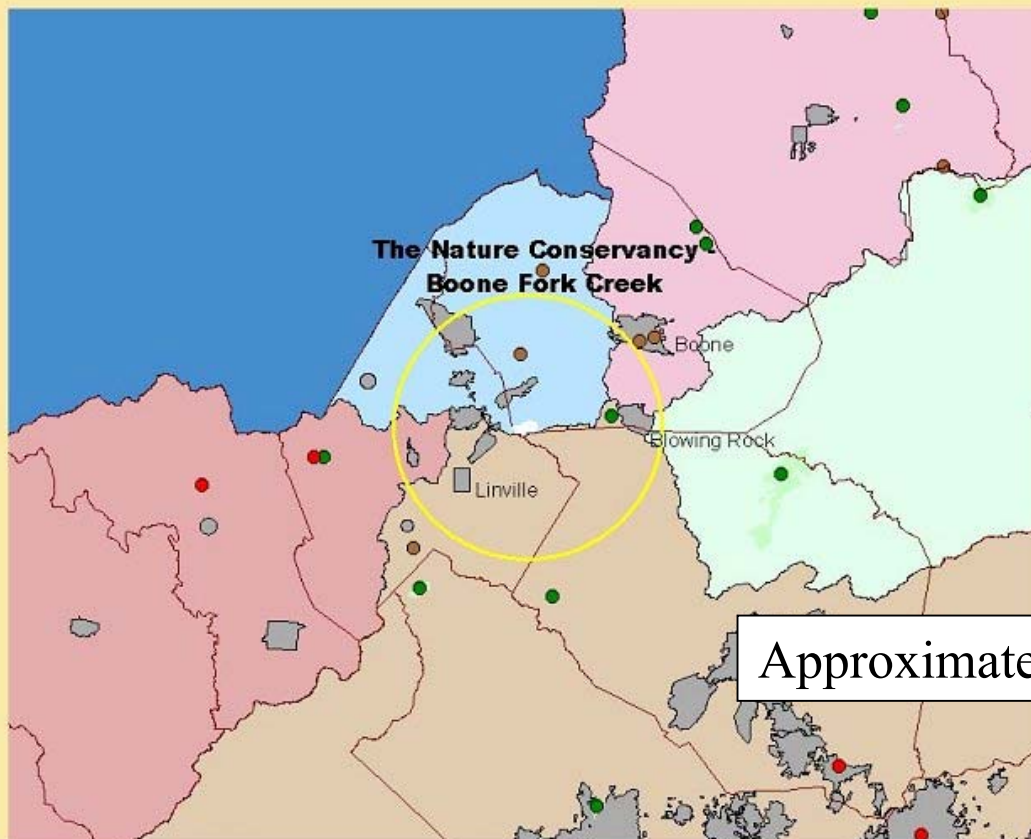 The Nature Conservancy -
Boone Fork Creek
Boone
Blowing Rock
Linville
Approximate